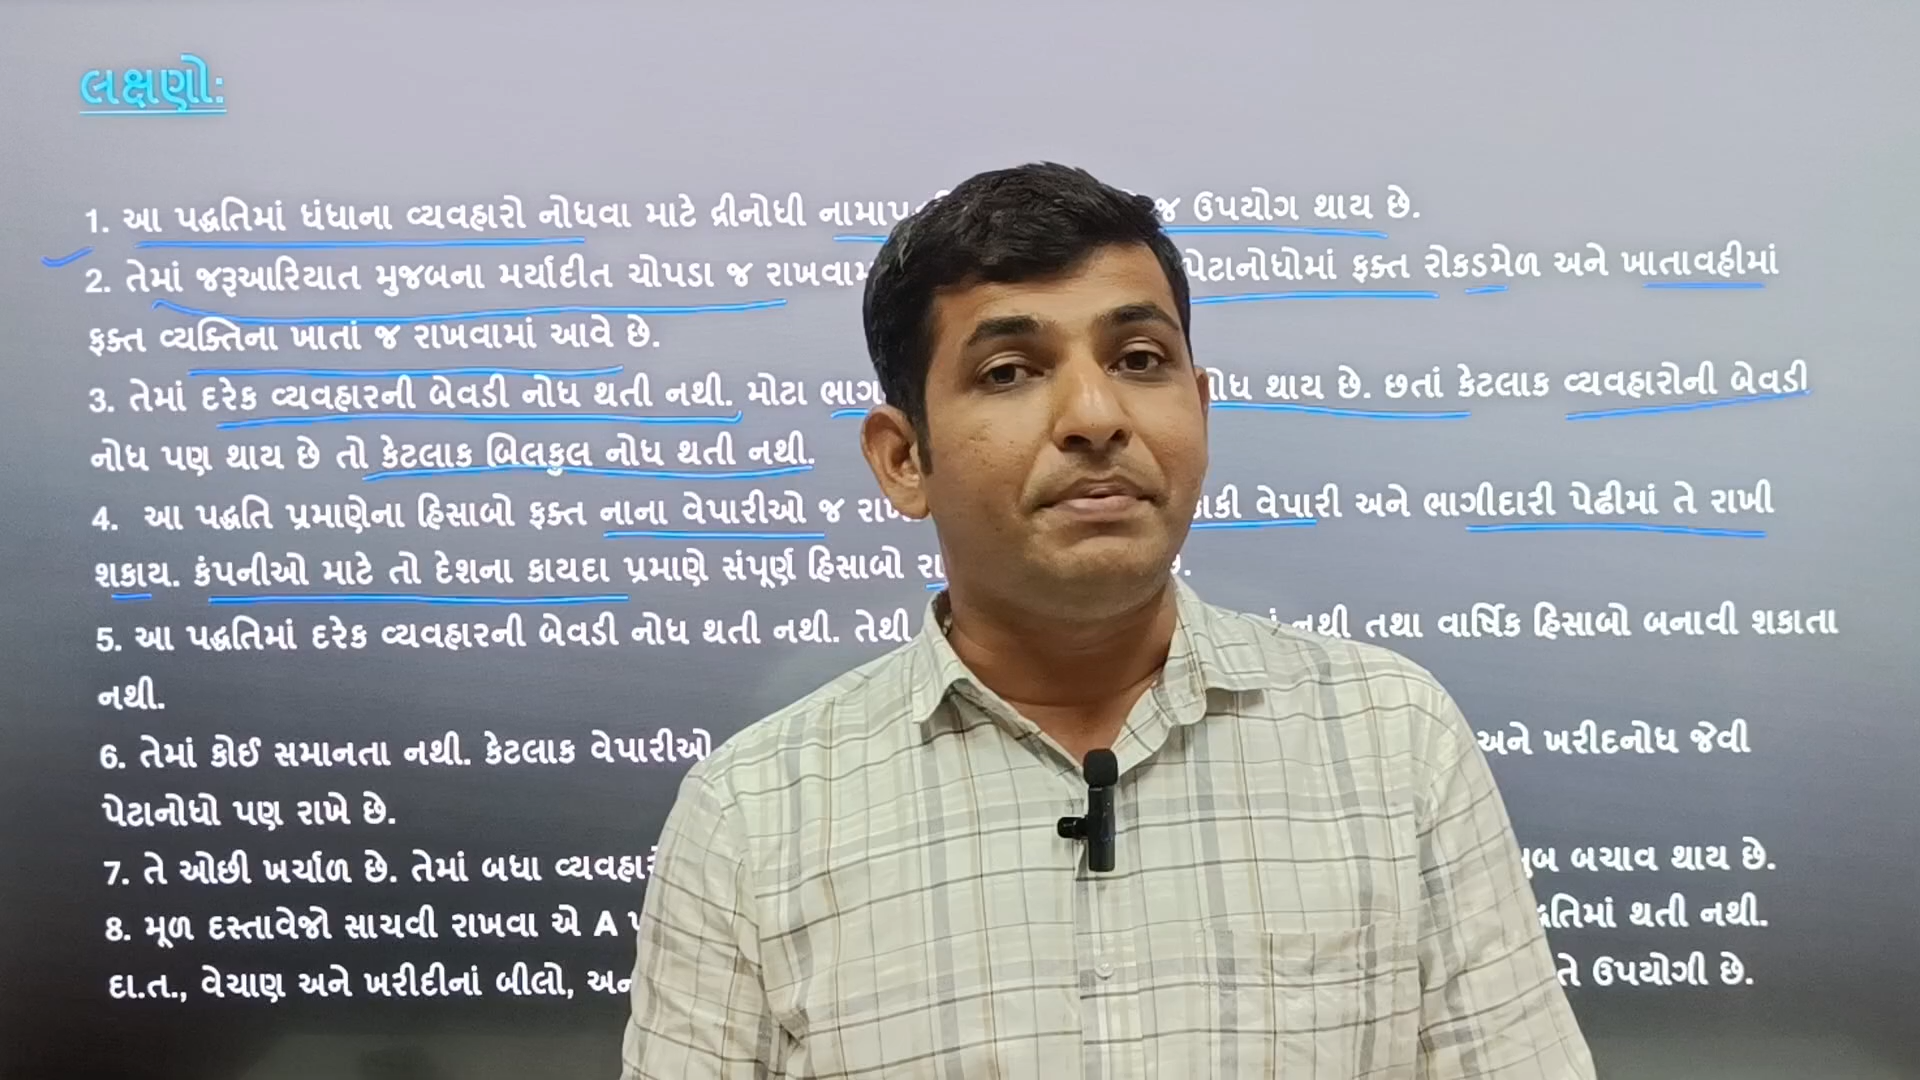 લક્ષણો:
1. આ પદ્ધતિમાં ધંધાના વ્યવહારો નોધવા માટે દ્રીનોધી જ ઉપયોગ થાય છે.
2. તેમાં જરૂઆરિયાત મુજબના મર્યાદીત ચોપડા જ પેટાનોધોમાં ફક્ત રોકડમેળ અને ખાતાવહીમાં
ફક્ત વ્યક્તિના ખાતાં જ રાખવામાં આવે છે.
3. તેમાં દરેક વ્યવહારની બેવડી નોધ થતી નથી. મોટા થાય છે. છતાં કેટલાક વ્યવહારોની બેવડી
નોધ પણ થાય છે તો કેટલાક બિલકુલ નોધ થતી નથી.
4. આ પદ્ધતિ પ્રમાણેના હિસાબો ફક્ત નાના વેપારીઓ જ વેપારી અને ભાગીદારી પેઢીમાં તે રાખી
શકાય. કંપનીઓ માટે તો દેશના કાયદા પ્રમાણે સંપૂર્ણ હિસાબો
5. આ પદ્ધતિમાં દરેક વ્યવહારની બેવડી નોધ થતી નથી. તેથી નથી તથા વાર્ષિક હિસાબો બનાવી શકાતા
નથી.
6. તેમાં કોઈ સમાનતા નથી. કેટલાક વેપારીઓ અને ખરીદનોધ જેવી
પેટાનોધો પણ રાખે છે.
7. તે ઓછી ખર્ચાળ છે. તેમાં બધા બચાવ થાય છે.
8. મૂળ દસ્તાવેજો સાચવી રાખવા એ A થતી નથી.
દા.ત., વેચાણ અને ખરીદીનાં બીલો, તે ઉપયોગી છે.